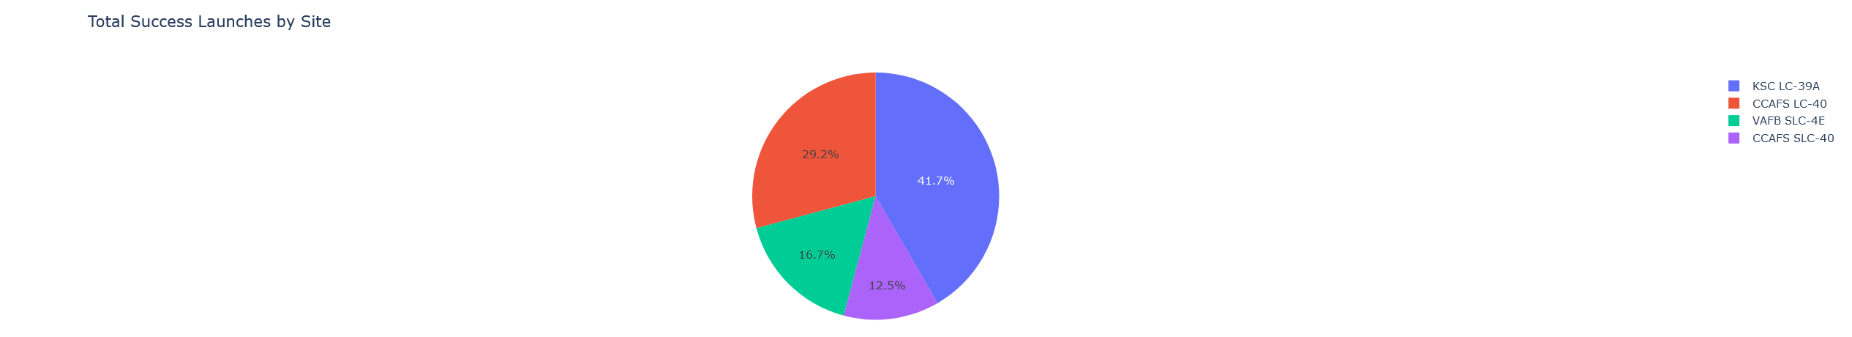 Total Success Launches by Site
KSC LC-39A
CCAFS LC-40
VAFB SLC-4E
CCAFS SLC-40
29.2%
41.7%
16.7%
12.5%